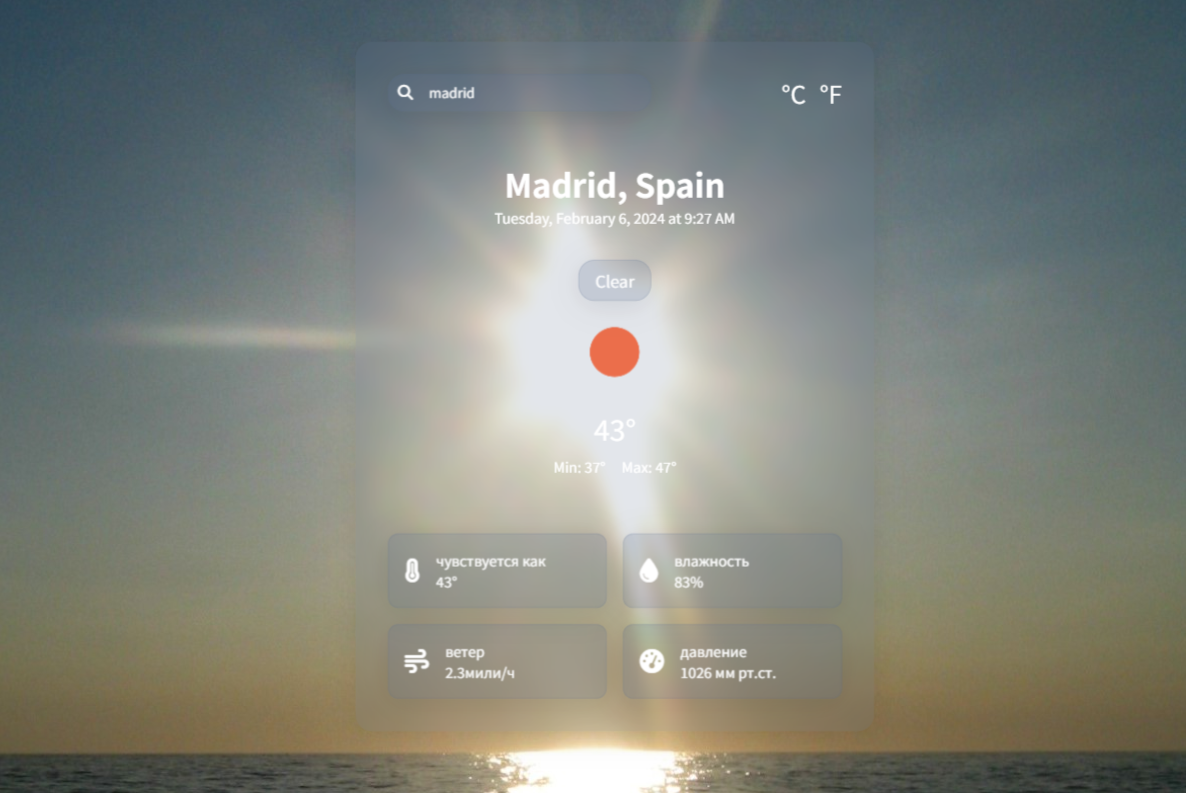 madrid
°C °F
Madrid, Spain
Tuesday, February 6, 2024 at 9:27 AM
Clear
43°
Min: 37° Max: 47°
чувствуется как
43°
влажность
83%
ветер
2.3мили/ч
давление
1026 мм рт.ст.